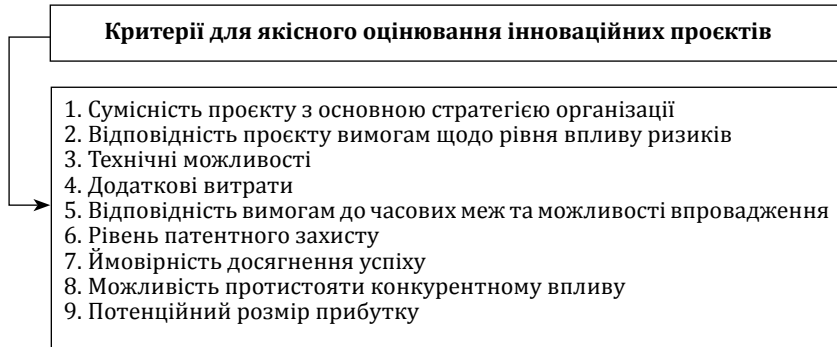 Критерії для якісного оцінювання інноваційних проєктів
1. Сумісність проєкту з основною стратегією організації
2. Відповідність проєкту вимогам щодо рівня впливу ризиків
3. Технічні можливості
4. Додаткові витрати
5. Відповідність вимогам до часових меж та можливості впровадження
6. Рівень патентного захисту
7. Ймовірність досягнення успіху
8. Можливість протистояти конкурентному впливу
9. Потенційний розмір прибутку